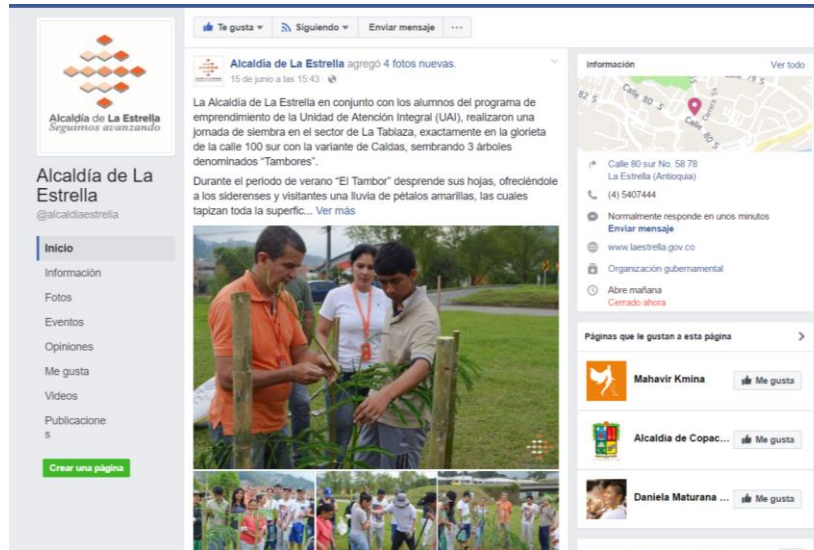 Te gusta
Siguiendo
Enviar mensaje
Alcaldía de La Estrella
Seguimos avanzando
Alcaldía de La
Estrella
@alcaldiaestrella
Inicio
Información
Fotos
Eventos
Opiniones
Me gusta
Videos
Publicacione
s
Crear una página
Alcaldía de La Estrella agregó 4 fotos nuevas.
15 de junio a las 15:43
La Alcaldía de La Estrella en conjunto con los alumnos del programa de
emprendimiento de la Unidad de Atención Integral (UAI), realizaron una
jornada de siembra en el sector de La Tablaza, exactamente en la glorieta
de la calle 100 sur con la variante de Caldas, sembrando 3 árboles
denominados “Tambores”.
Durante el periodo de verano “El Tambor” desprende sus hojas, ofreciéndole
a los siderenses y visitantes una lluvia de pétalos amarillas, las cuales
tapizan toda la superfic... Ver más
Información
Ver todo
Calle 80 S
Calle 80 S
Calle 80 sur No. 58 78
La Estrella (Antioquia)
(4) 5407444
Normalmente responde en unos minutos
Enviar mensaje
www.laestrella.gov.co
Organización gubernamental
Abre mañana
Cerrado ahora
Páginas que le gustan a esta página
Mahavir Kmina
Me gusta
Alcaldia de Copac...
Me gusta
Daniela Maturana ...
Me gusta